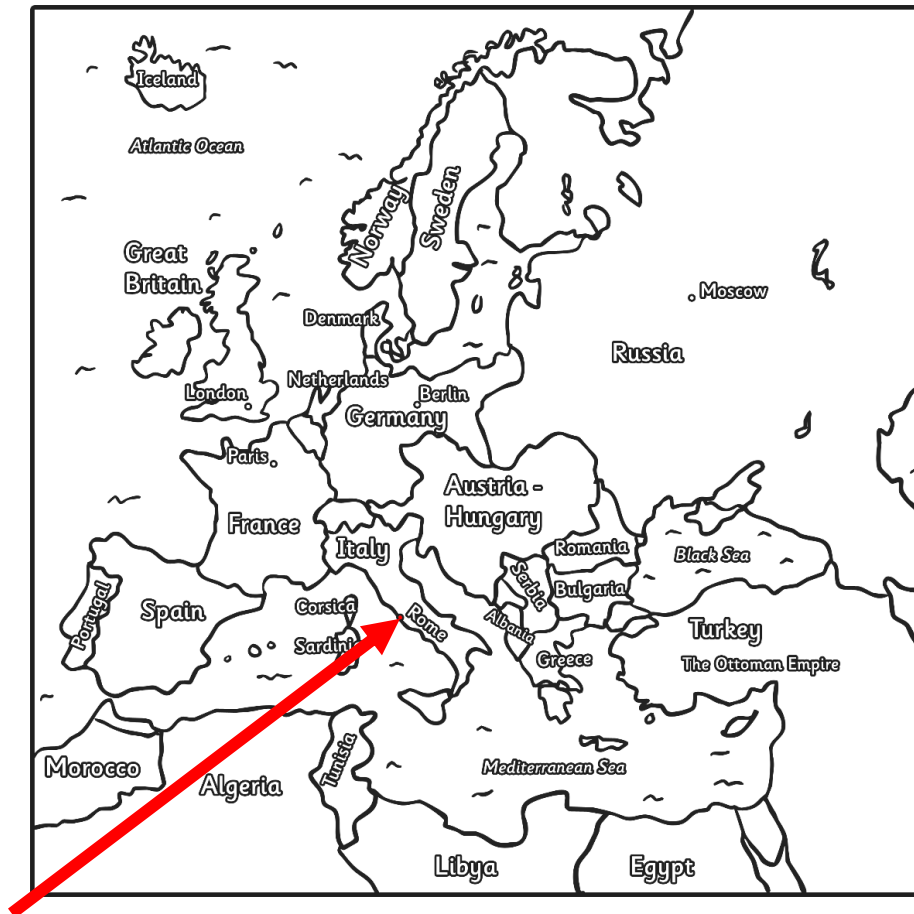 Iceland
Atlantic Ocean
Norway
Sweden
Great
Britain
Moscow
Denmark
Russia
Netherlands
London
Berlin
Germany
Paris
Austria -
Hungary
France
Italy
Romania
Black Sea
Serbia
Bulgaria
Portugal
Spain
Corsica
Rome
Albania
Turkey
Sardini
Greece
The Ottoman Empire
Morocco
Algeria
Tunisia
Mediterranean Sea
Libya
Egypt